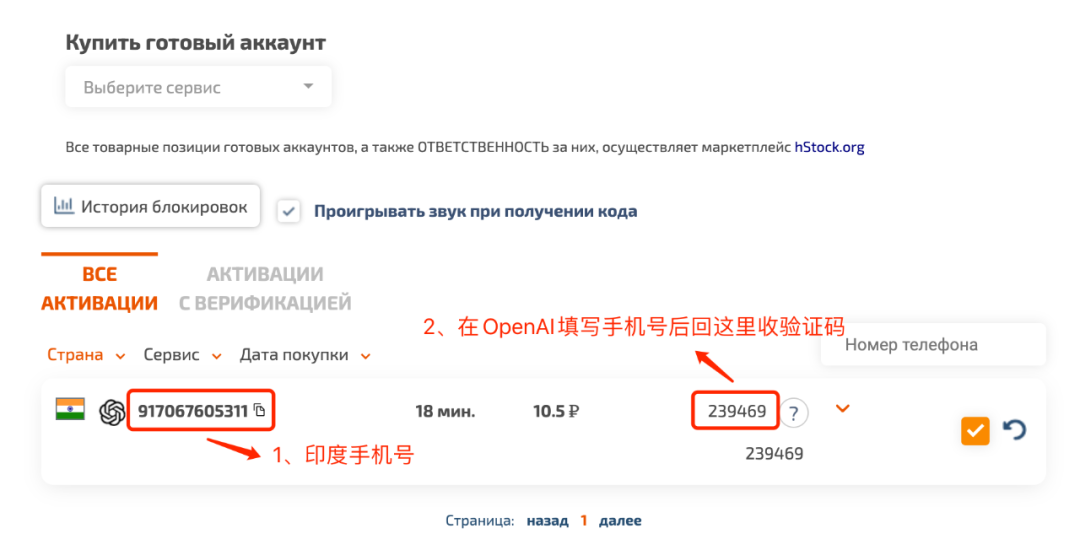 Купить готовый аккаунт
Выберите сервис
Все товарные позиции готовых аккаунтов, а также ОТВЕТСТВЕННОСТЬ за них, осуществляет маркетплейс hStock.org
История блокировок
Проигрывать звук при получении кода
ВСЕ АКТИВАЦИИ
АКТИВАЦИИ С ВЕРИФИКАЦИЕЙ
2、在OpenAI填写手机号后回这里收验证码
Страна Сервис Дата покупки
Номер телефона
917067605311 18 мин. 10.5 ₽ 239469 ?
1、印度手机号
239469
Страница: назад 1 далее